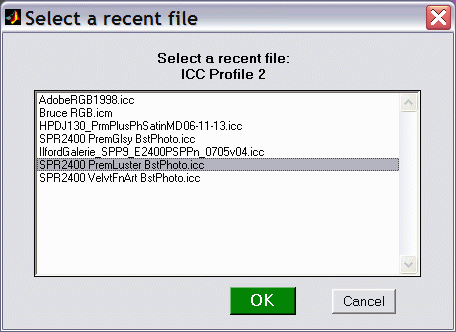 Select a recent file
Select a recent file:
ICC Profile 2
AdobeRGB1998.icc
Bruce RGB.icm
HPDJ130_PrmPlusPhSatinMD06-11-13.icc
SPR2400 PremGlsy BstPhoto.icc
IlfordGalerie_SPP9_E2400PSPPn_0705v04.icc
SPR2400 PremLuster BstPhoto.icc
SPR2400 VelvtFnArt BstPhoto.icc
OK
Cancel